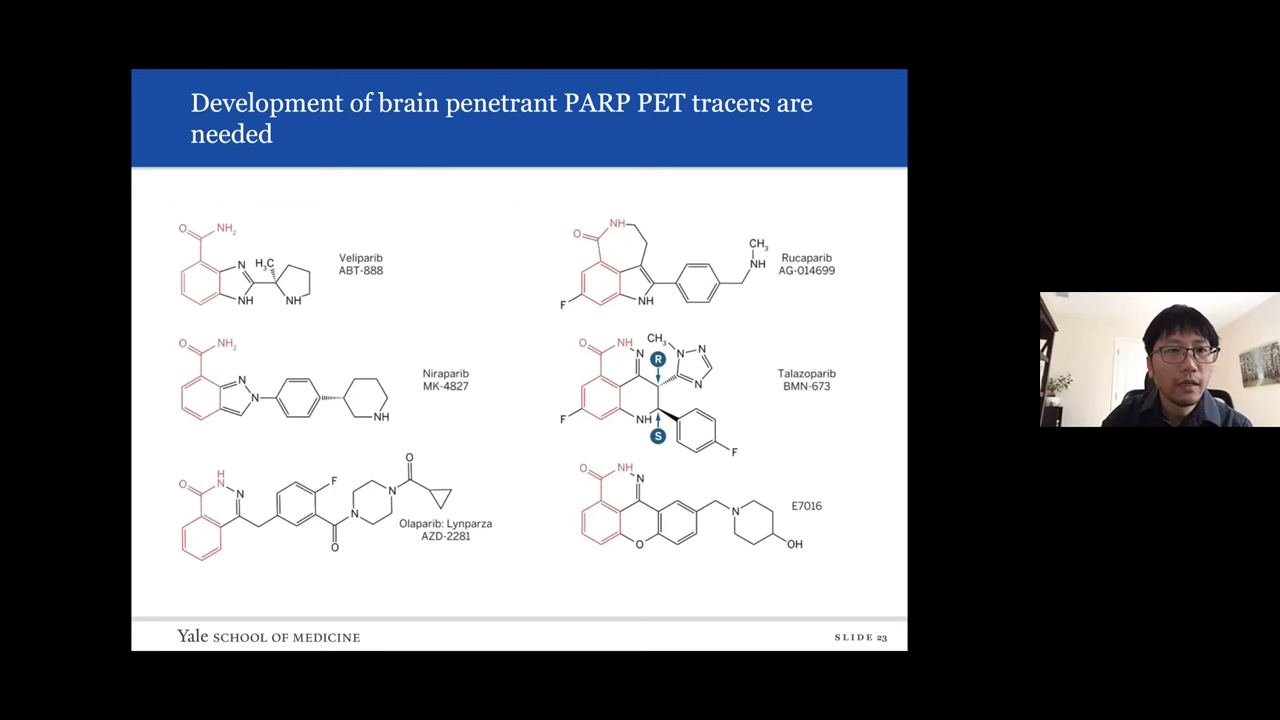 Development of brain penetrant PARP PET tracers are
needed
O
NH₂
N
H₃C
NH
NH
Veliparib
ABT-888
O
NH
F
NH
CH₃
NH
Rucaparib
AG-014699
O
NH₂
N
N
NH
Niraparib
MK-4827
O
NH
N
CH₃
R
N
N
N
F
NH
S
F
Talazoparib
BMN-673
O
H
N
N
F
O
N
N
O
Olaparib: Lynparza
AZD-2281
O
NH
N
O
N
OH
E7016
Yale SCHOOL OF MEDICINE
SLIDE 23